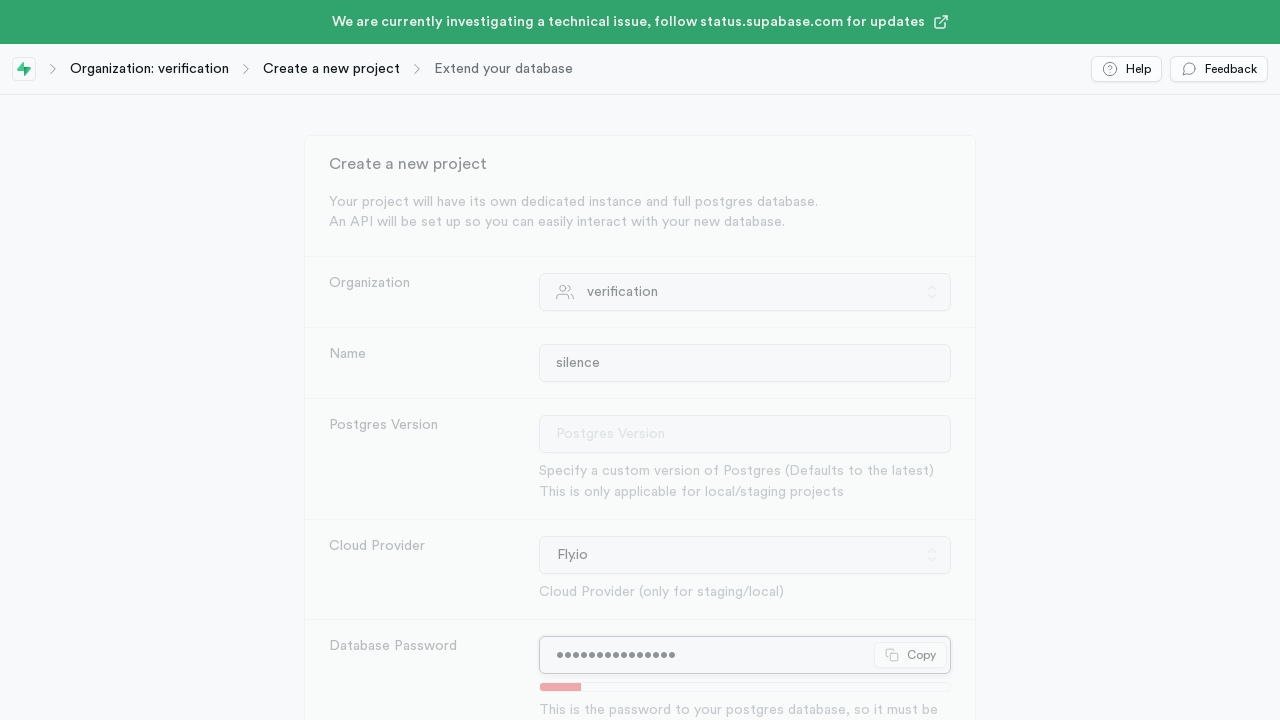 We are currently investigating a technical issue, follow status.supabase.com for updates
Organization: verification
Create a new project
Extend your database
Help
Feedback
Create a new project
Your project will have its own dedicated instance and full postgres database.
An API will be set up so you can easily interact with your new database.
Organization
verification
Name
silence
Postgres Version
Postgres Version
Specify a custom version of Postgres (Defaults to the latest)
This is only applicable for local/staging projects
Cloud Provider
Fly.io
Cloud Provider (only for staging/local)
Database Password
•••••••••••••••
Copy
This is the password to your postgres database, so it must be